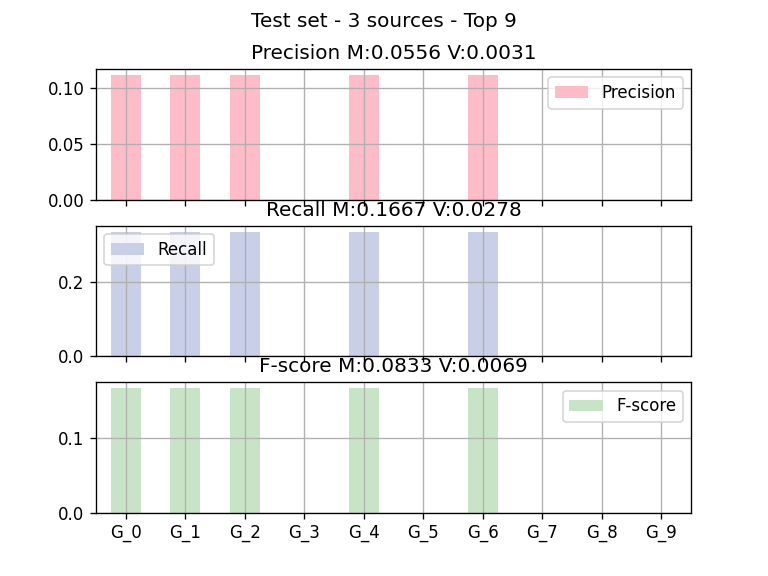 Test set - 3 sources - Top 9
Precision M:0.0556 V:0.0031
0.10
0.05
0.00
Precision
Recall M:0.1667 V:0.0278
0.2
0.0
Recall
F-score M:0.0833 V:0.0069
0.1
0.0
F-score
G_0 G_1 G_2 G_3 G_4 G_5 G_6 G_7 G_8 G_9